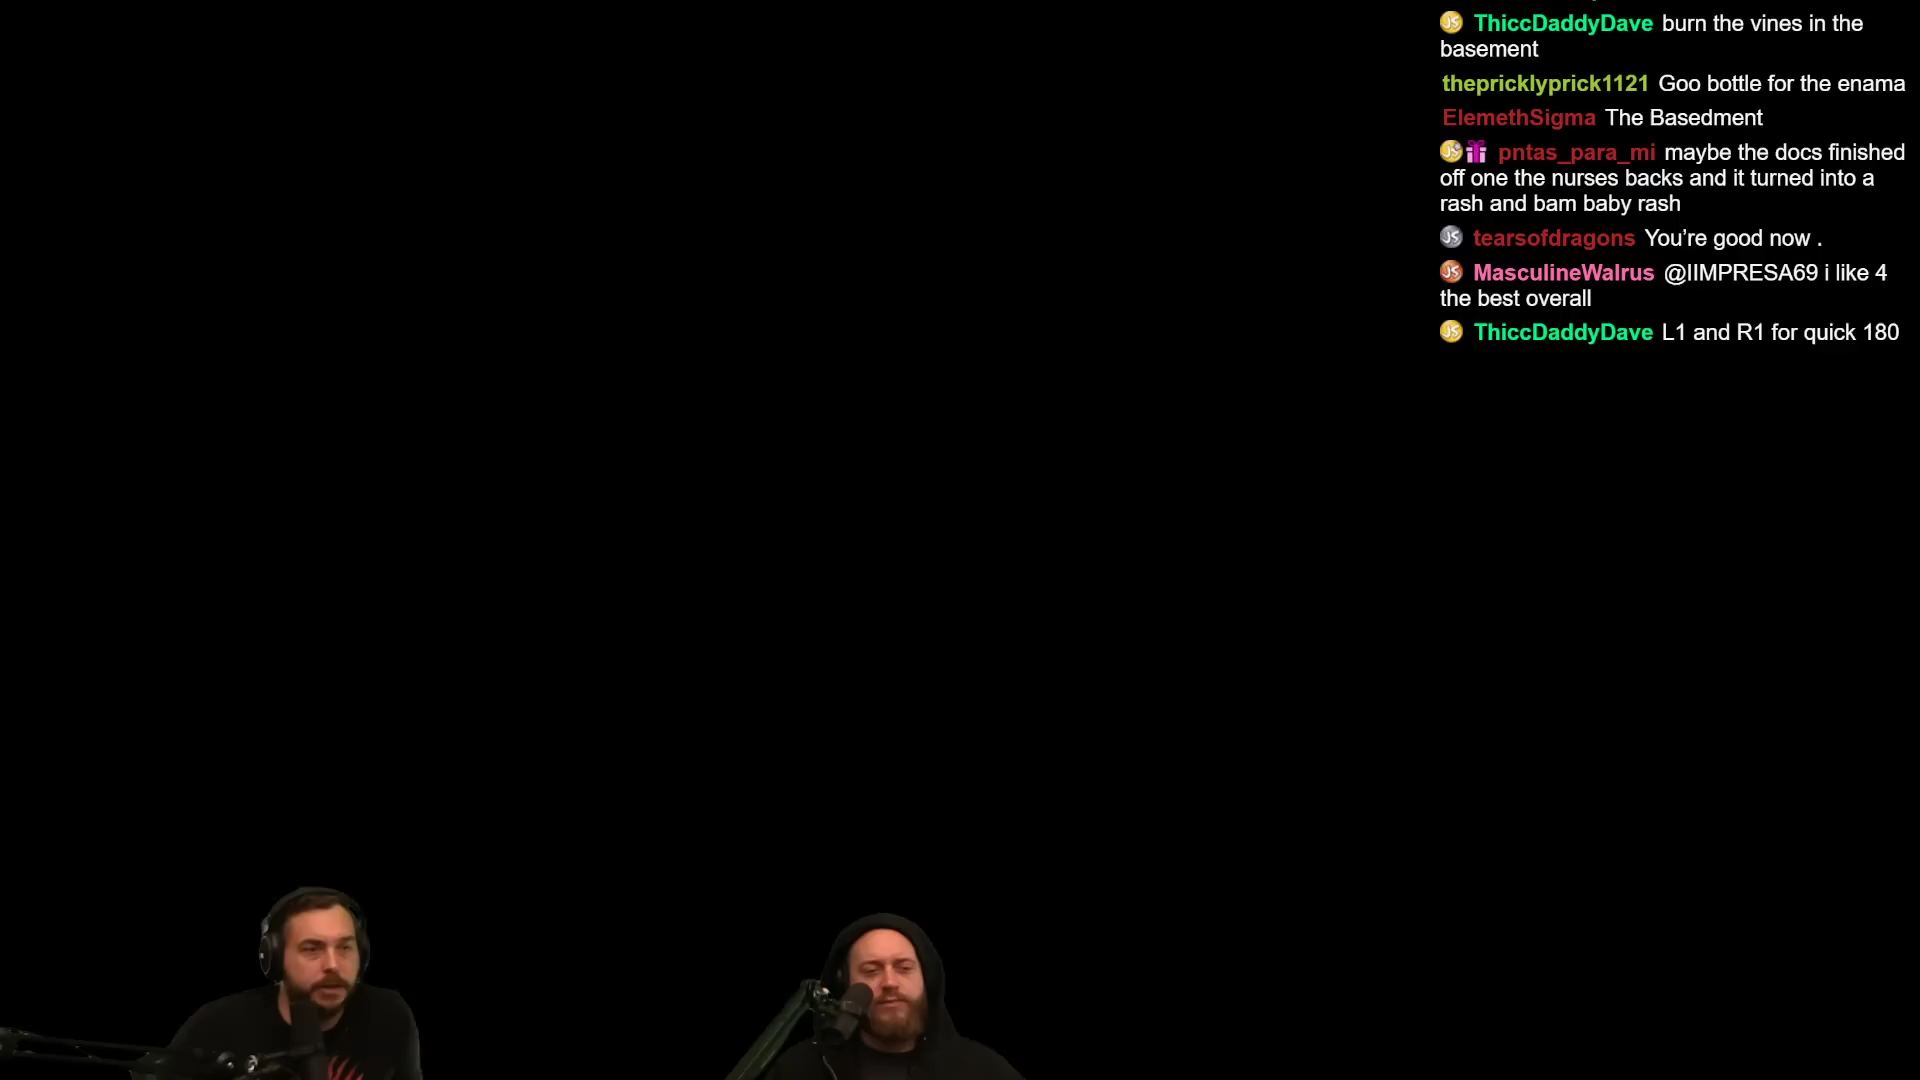 ThiccDaddyDave burn the vines in the
basement
thepricklyprick1121 Goo bottle for the enama
ElemethSigma The Basedment
pntas_para_mi maybe the docs finished
off one the nurses backs and it turned into a
rash and bam baby rash
tearsofdragons You’re good now .
MasculineWalrus @IIMPRESA69 i like 4
the best overall
ThiccDaddyDave L1 and R1 for quick 180